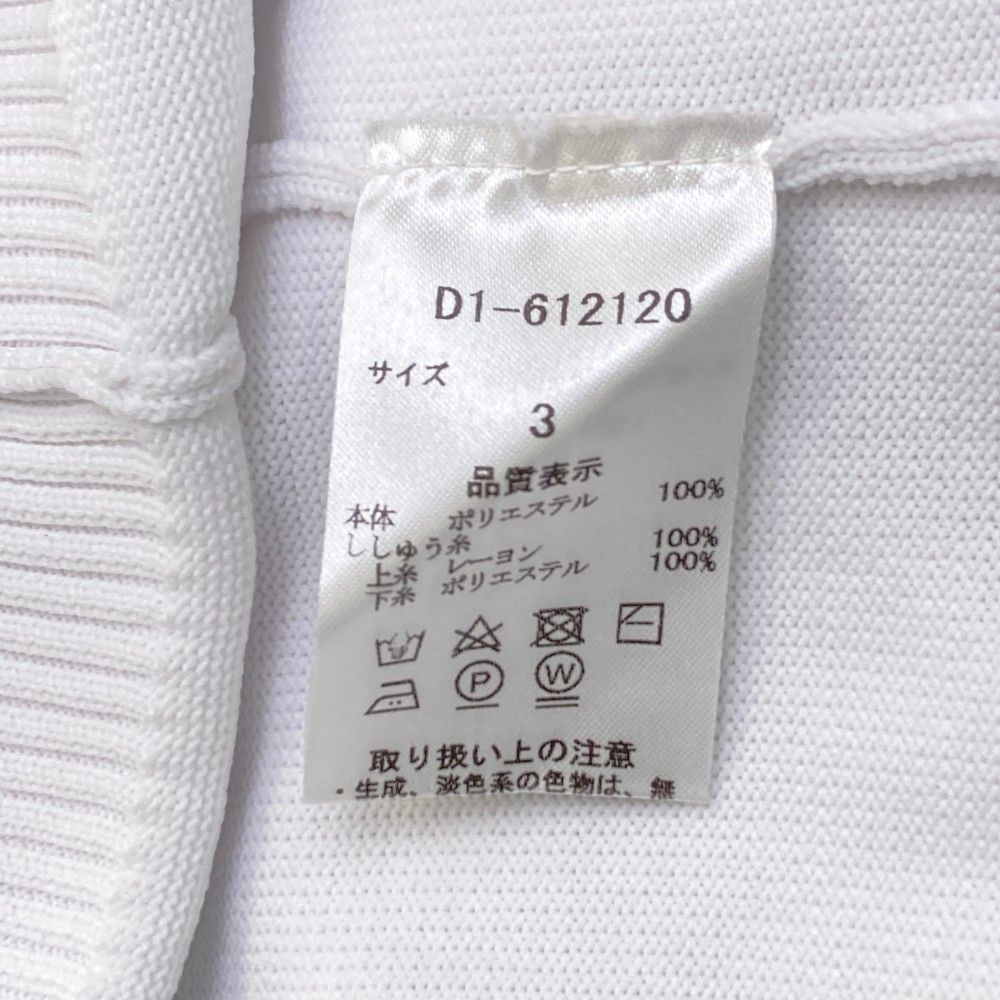 D1-612120
サイズ
3
品質表示
本体 ポリエステル 100%
ししゅう糸
上糸 レーヨン 100%
下糸 ポリエステル 100%
P W
取り扱い上の注意
・生成、淡色系の色物は、無